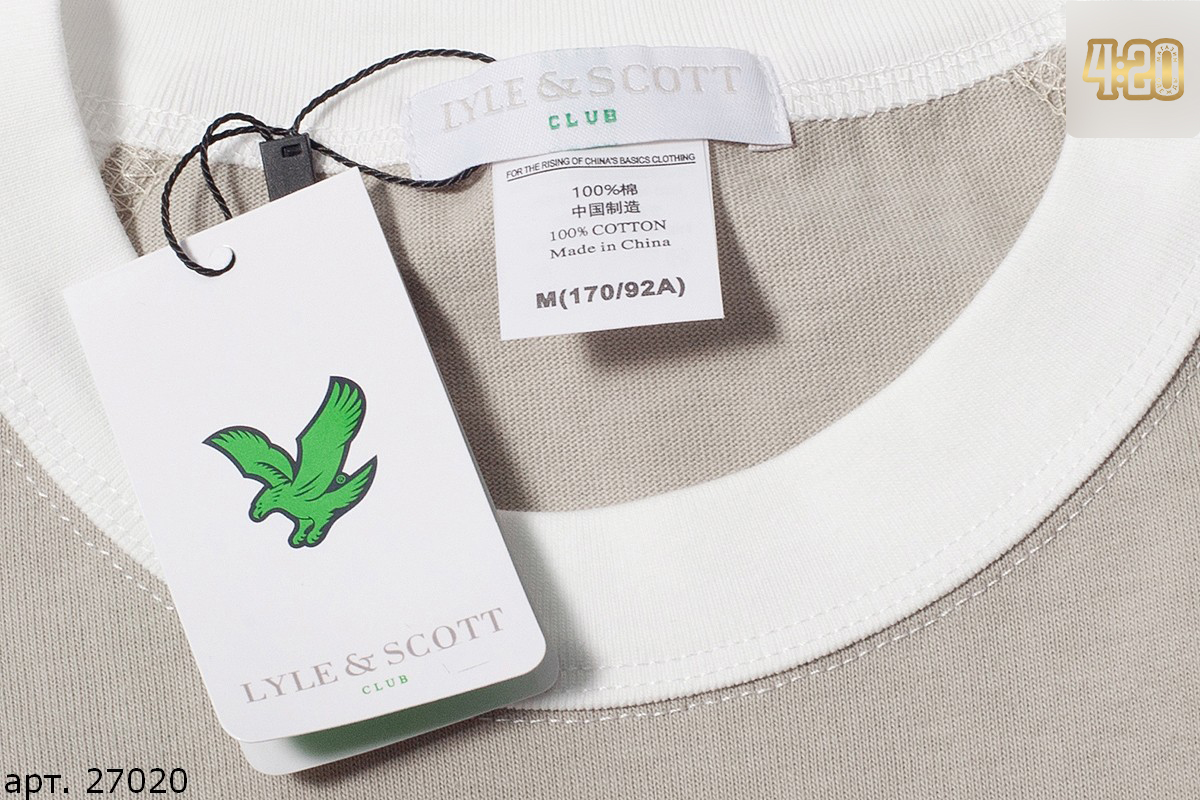 4:20
LYLE & SCOTT
CLUB
FOR THE RISING OF CHINA'S BASICS CLOTHING
100%棉
中国制造
100% COTTON
Made in China
M(170/92A)
®
LYLE & SCOTT
CLUB
арт. 27020